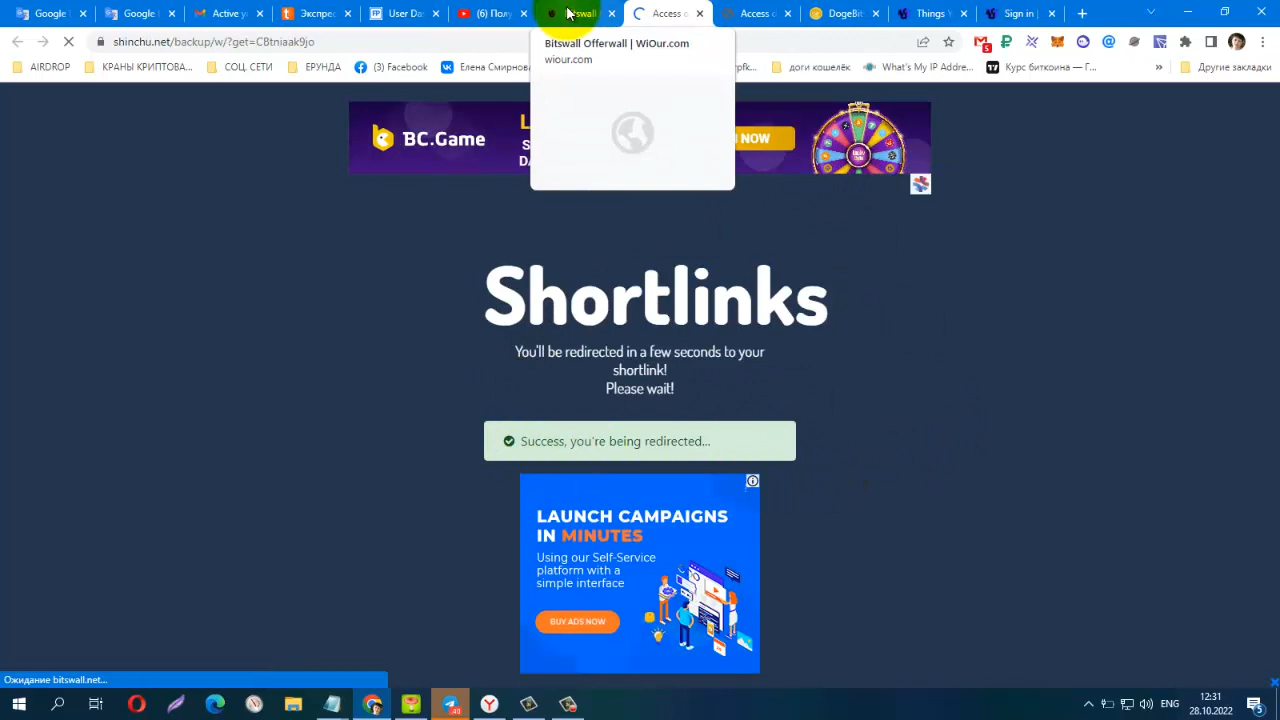 Google
Google
Active y
Экспрес
User Da
(6) Полу
itswall
Access o
Access o
DogeBit
Things Y
Sign in |
shinchu.net/backup/w/?get=CBtniaak9jo
AIRDROP
КРАНЫ КРИПТОВА...
СОЦ. СЕТИ
ЕРУНДА
(3) Facebook
Елена Смирнов
доги кошелёк
What's My IP Addre...
Курс биткоина — Г...
»
Другие закладки
Bitswall Offerwall | WiOur.com
wiour.com
BC.GAME
NOW
Shortlinks
You'll be redirected in a few seconds to your
shortlink!
Please wait!
Success, you're being redirected...
LAUNCH CAMPAIGNS
IN MINUTES
Using our Self-Service
platform with a
simple interface
BUY ADS NOW
Ожидание bitswall.net...
ENG
12:31
28.10.2022